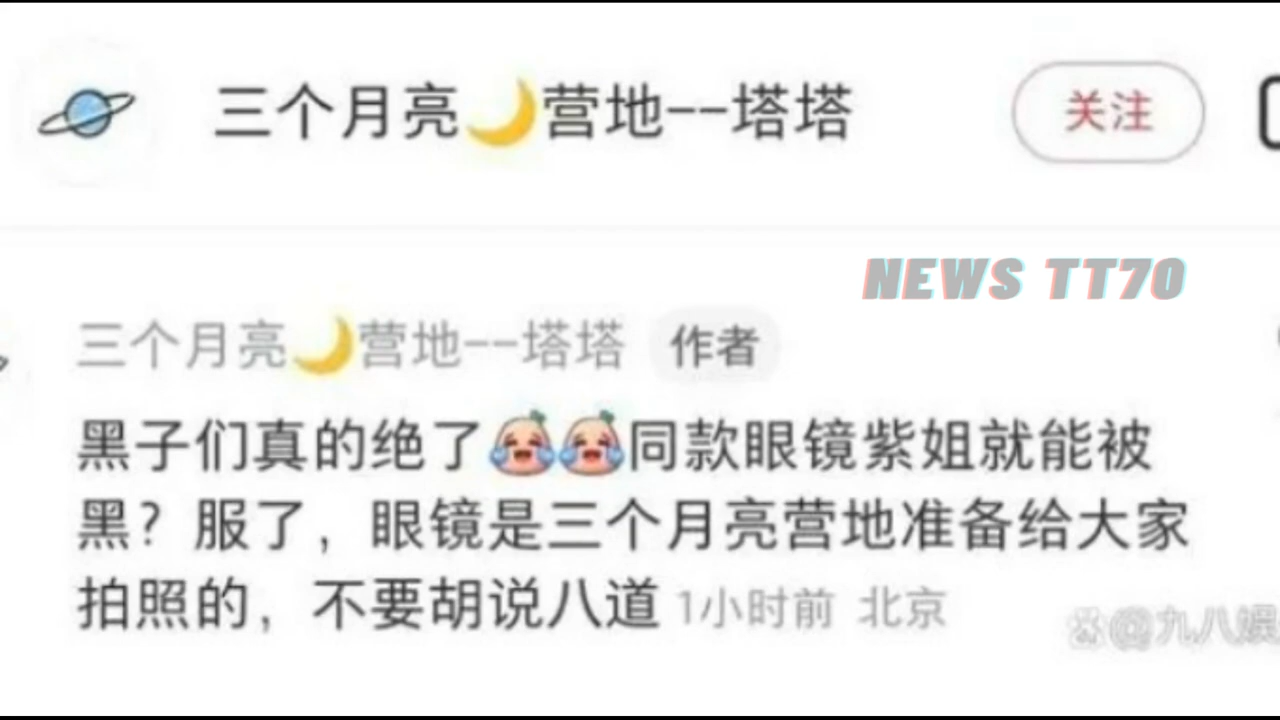 三个月亮🌙营地--塔塔
关注
NEWS TT70
三个月亮🌙营地--塔塔 作者
黑子们真的绝了😂😂同款眼镜紫姐就能被
黑？服了，眼镜是三个月亮营地准备给大家
拍照的，不要胡说八道 1小时前 北京
@九八娱